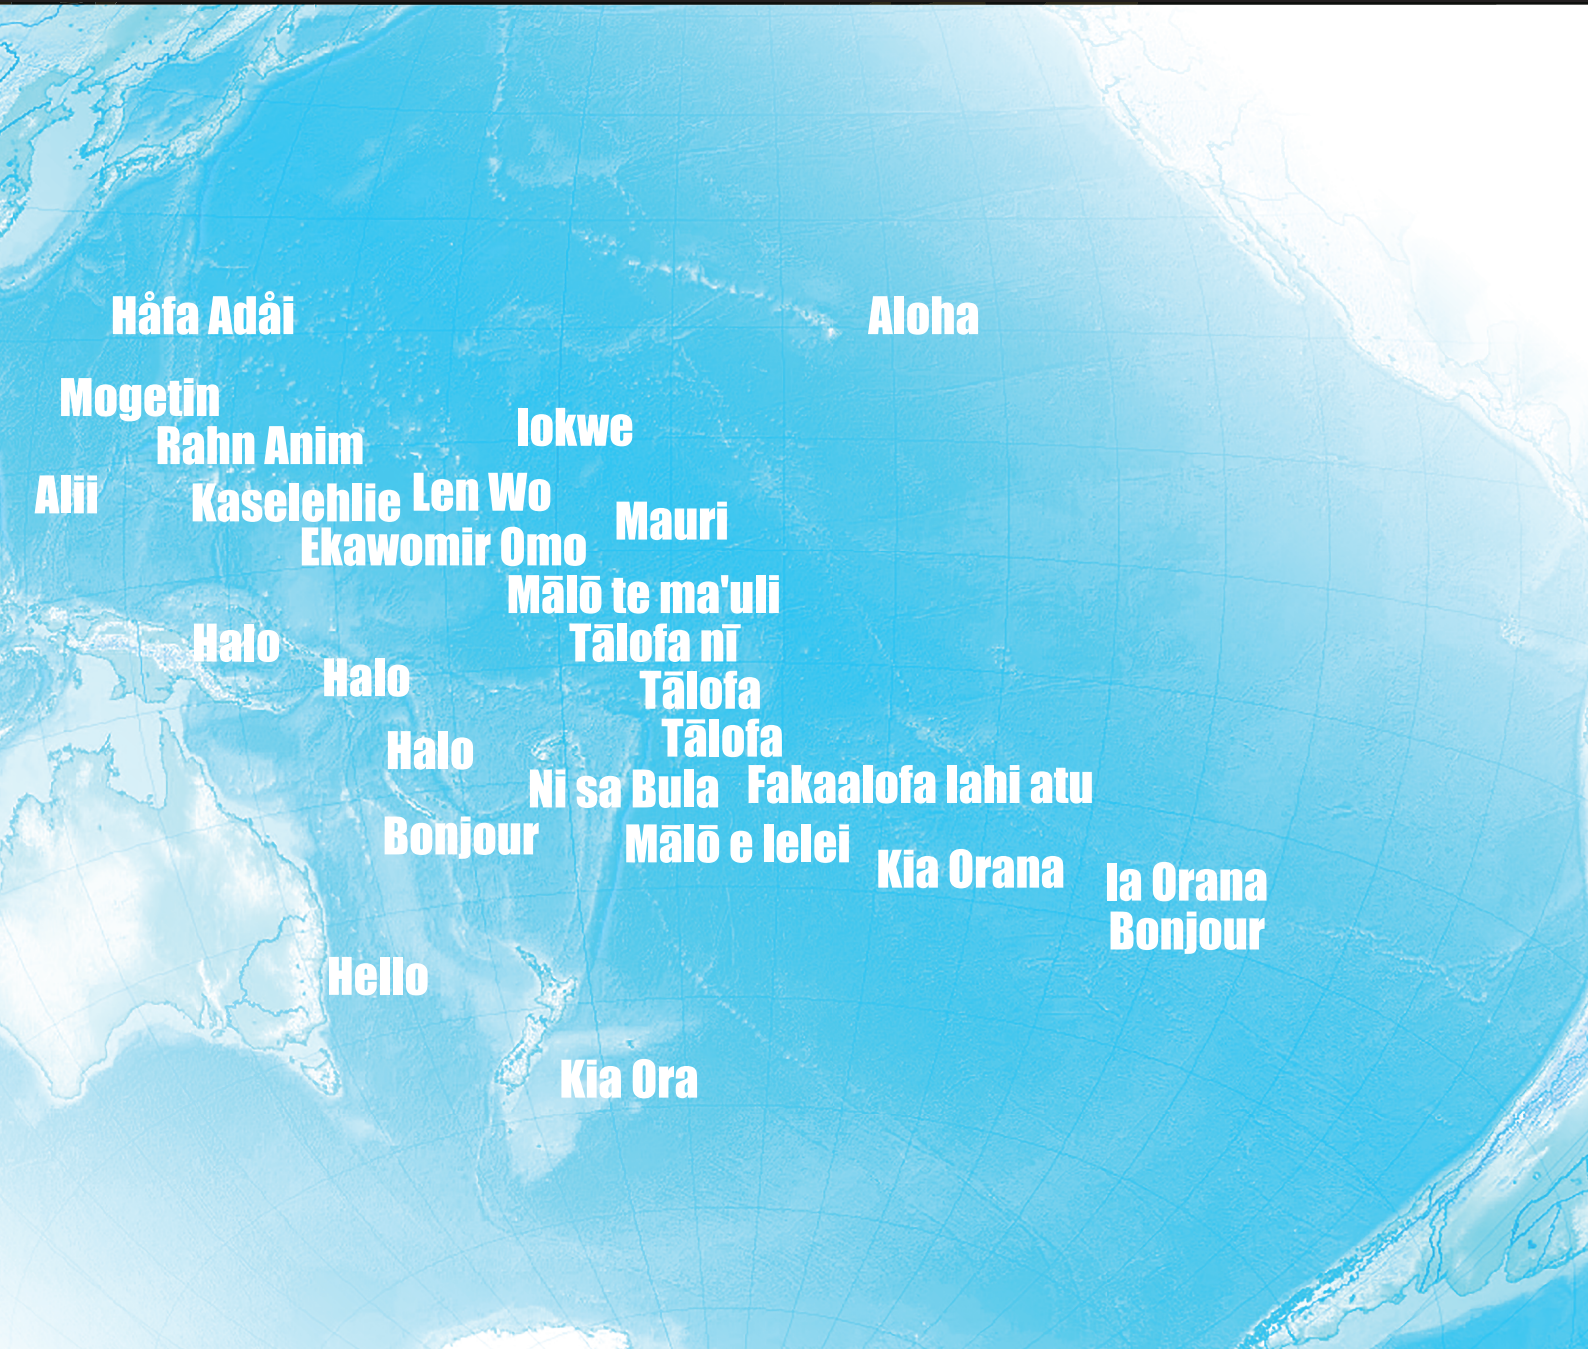 Håfa Adåi
Aloha
Mogetin
Iokwe
Rahn Anim
Alii
Kaselehlie
Len Wo
Mauri
Ekawomir Omo
Mālō te ma'uli
Halo
Tālofa nī
Halo
Tālofa
Tālofa
Halo
Ni sa Bula
Fakaalofa lahi atu
Bonjour
Mālō e lelei
Kia Orana
Ia Orana
Bonjour
Hello
Kia Ora